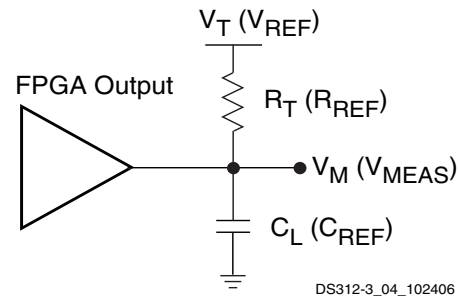 V_T (V_REF)
FPGA Output
R_T (R_REF)
V_M (V_MEAS)
C_L (C_REF)
DS312-3_04_102406